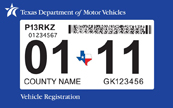 Texas Department of Motor Vehicles
P13RKZ
01234567
01 11
COUNTY NAME GK123456
Vehicle Registration